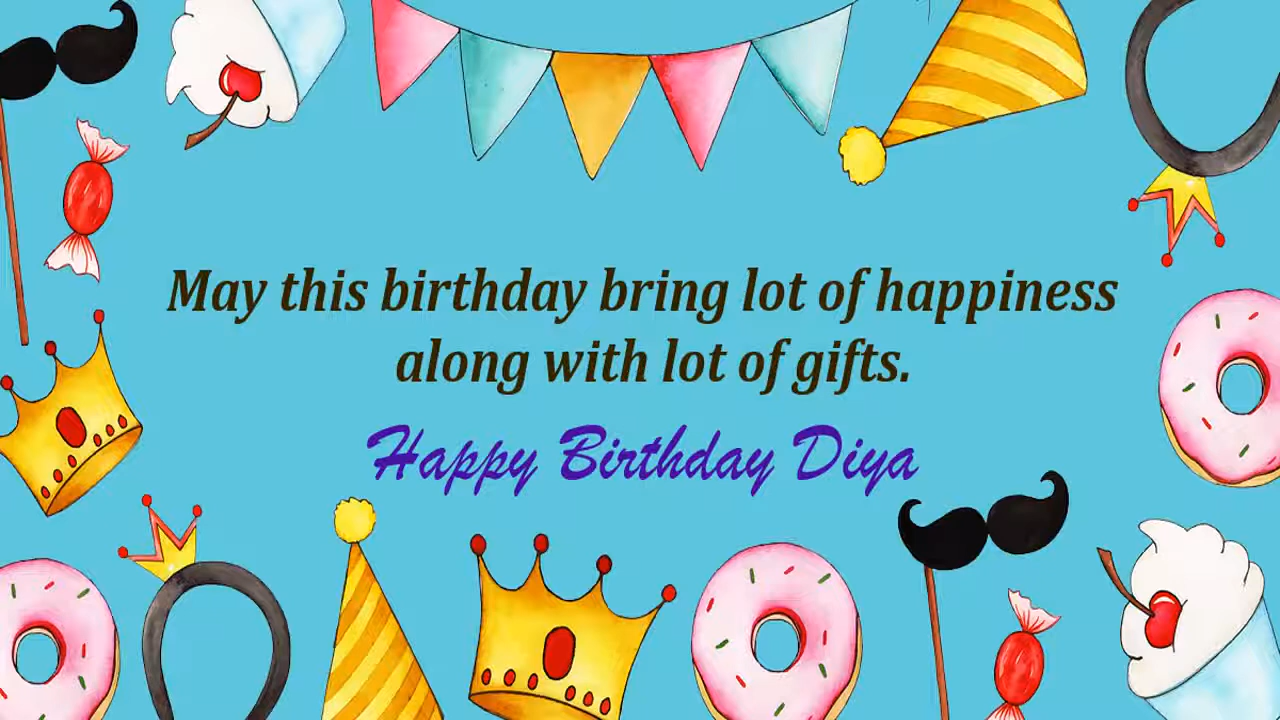 May this birthday bring lot of happiness
along with lot of gifts.
Happy Birthday Diya